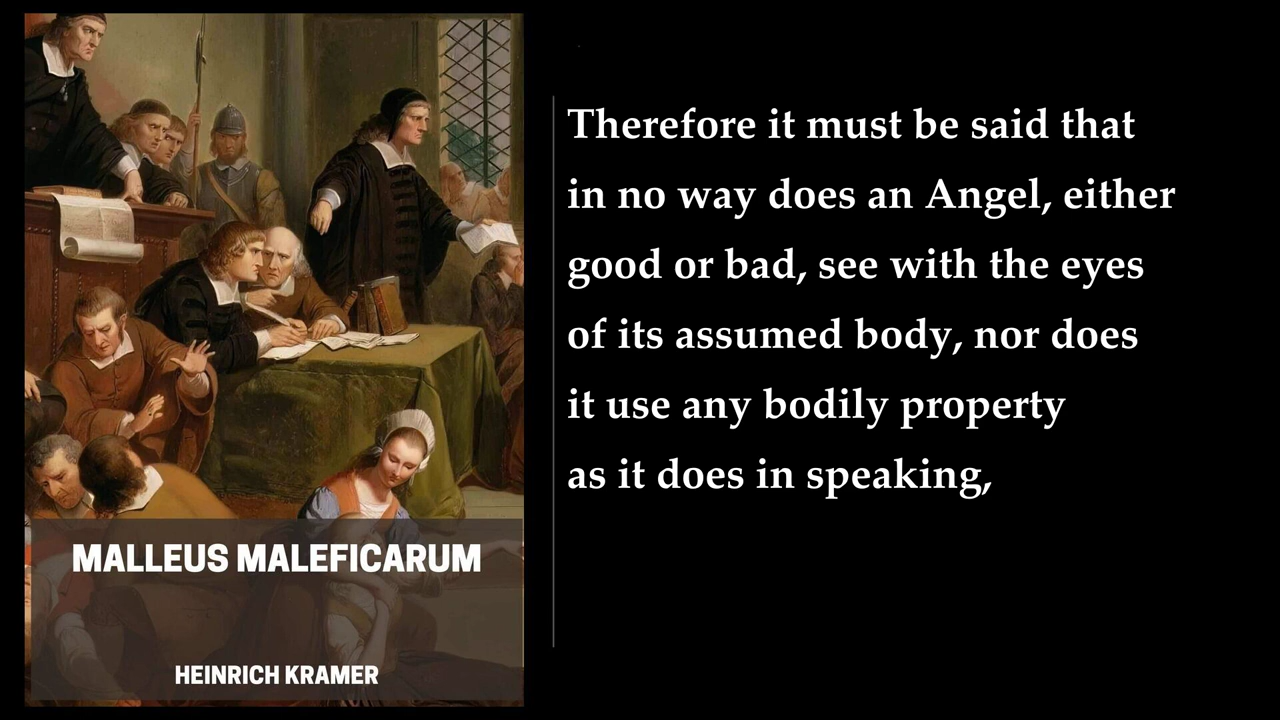 MALLEUS MALEFICARUM
HEINRICH KRAMER
Therefore it must be said that
in no way does an Angel, either
good or bad, see with the eyes
of its assumed body, nor does
it use any bodily property
as it does in speaking,